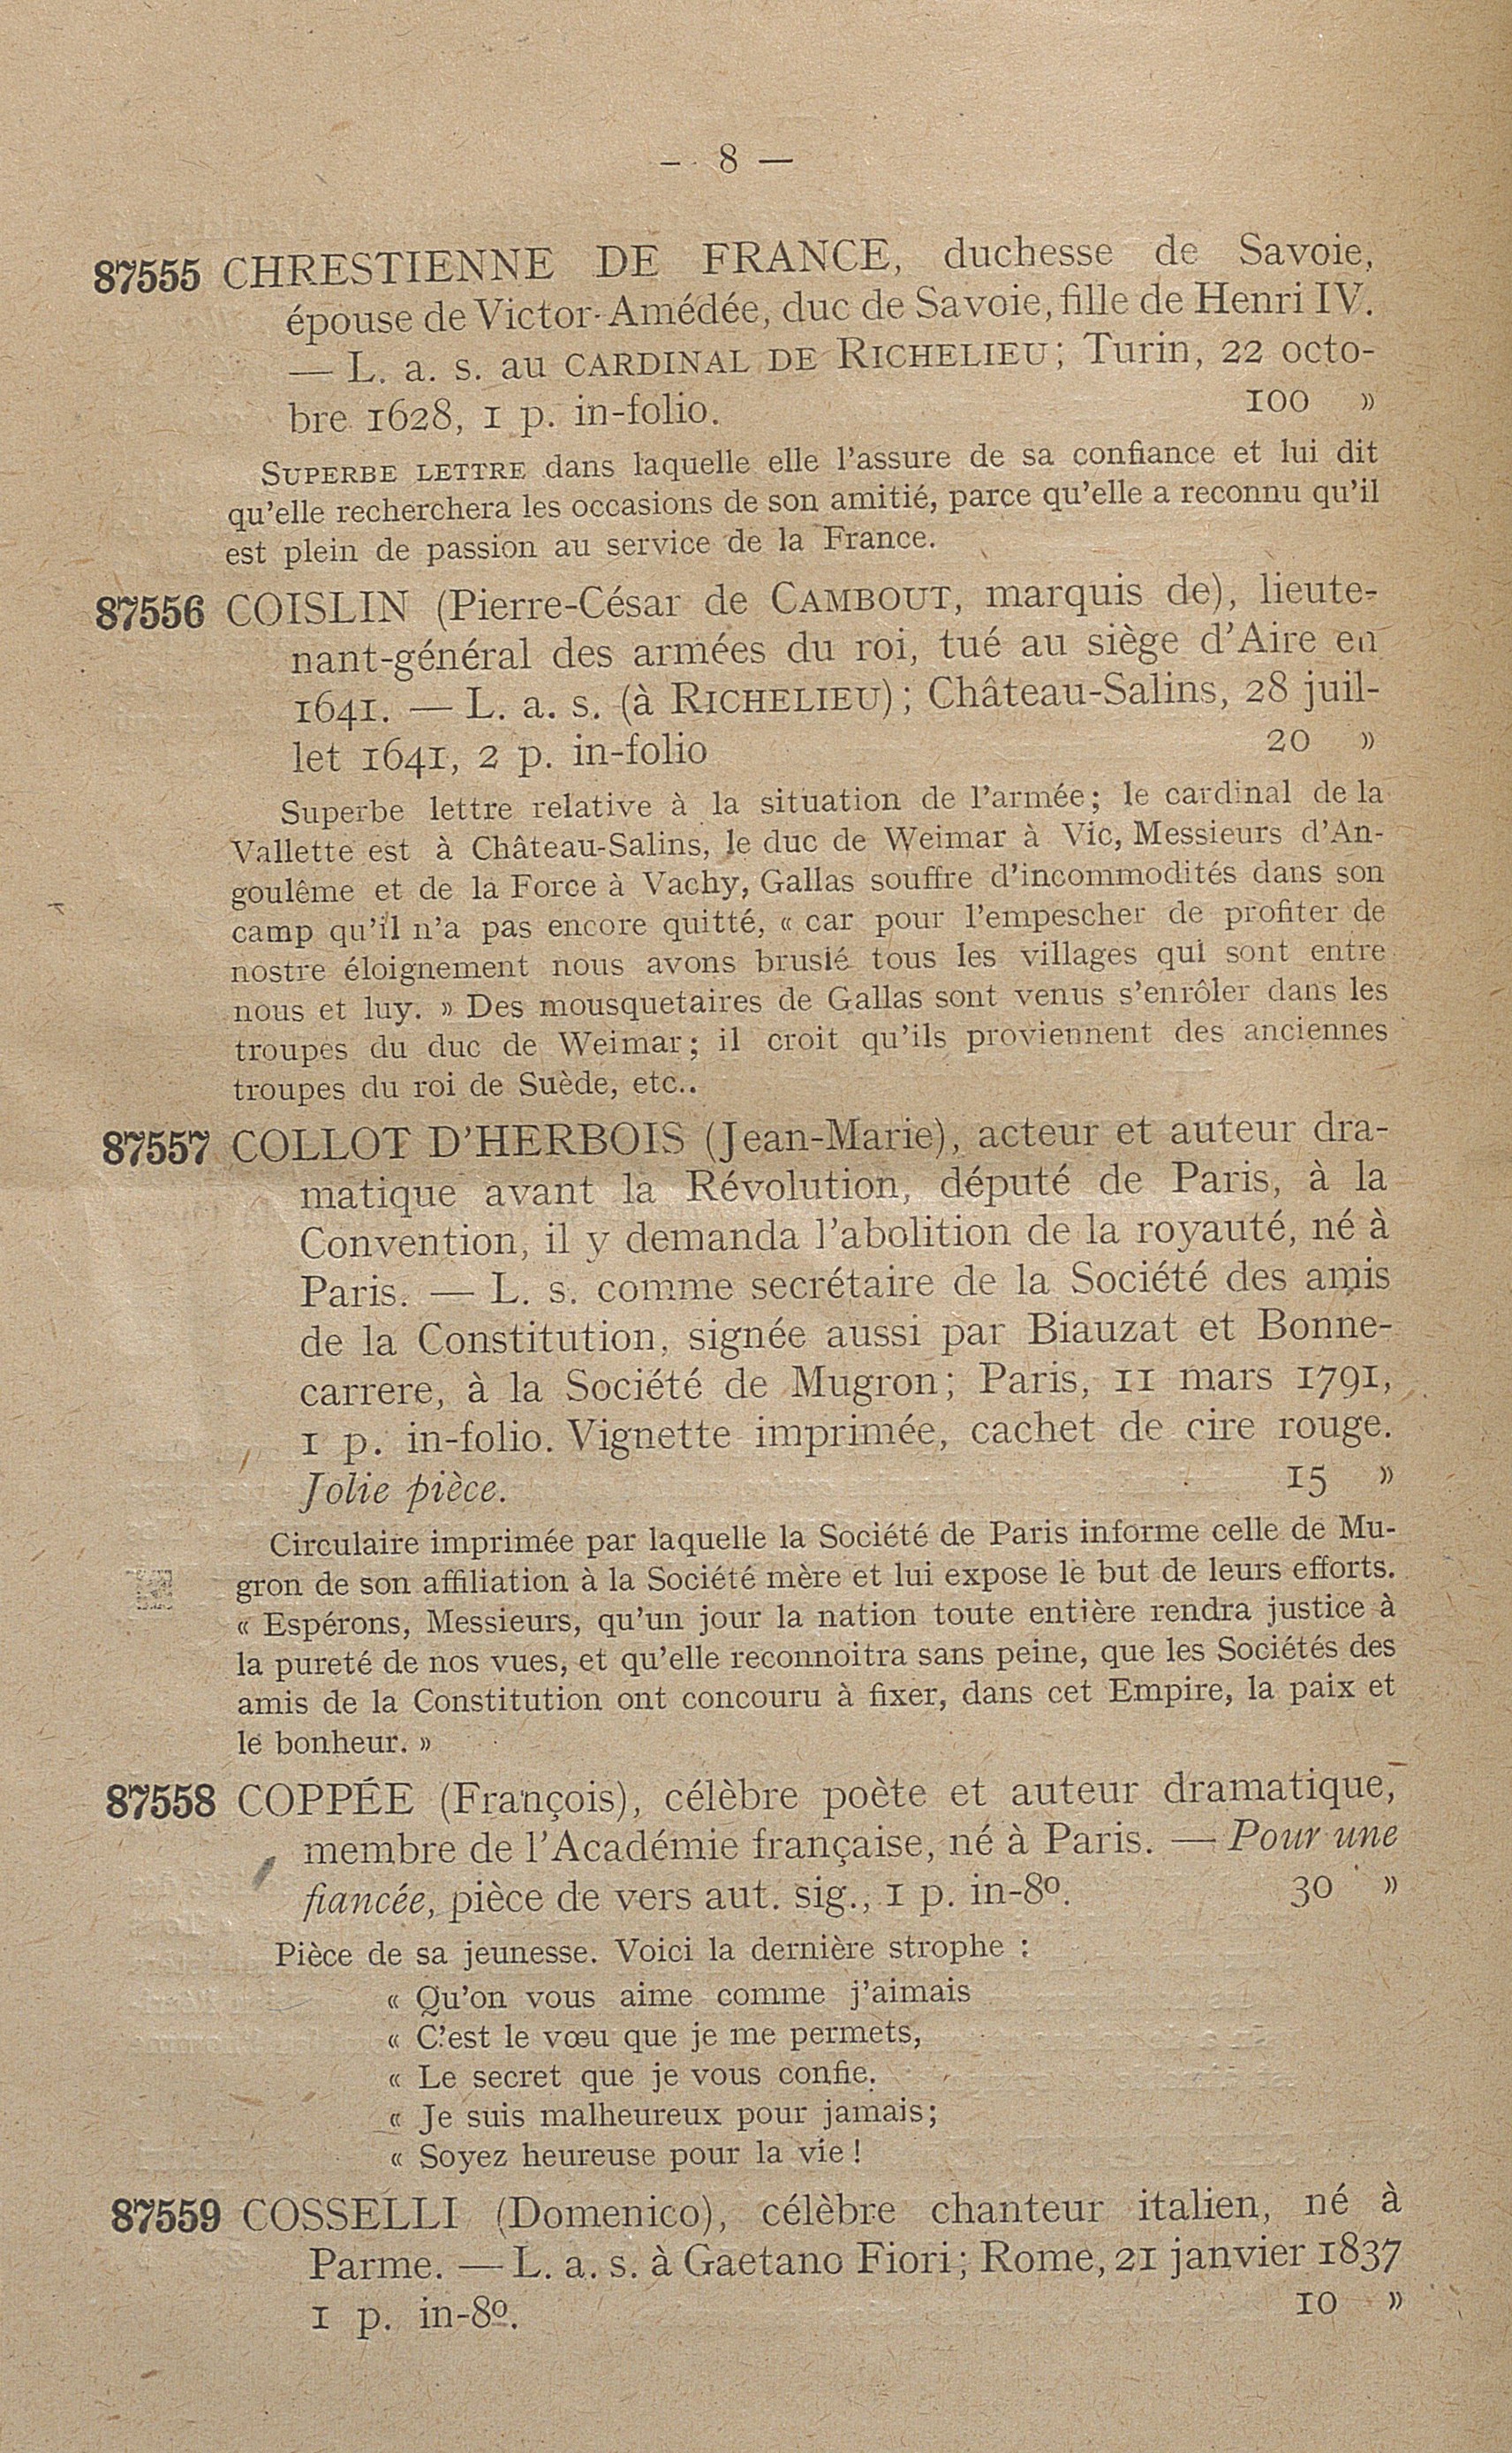 — 8 —
87555 CHRESTIENNE DE FRANCE, duchesse de Savoie,
épouse de Victor-Amédée, duc de Savoie, fille de Henri IV.
— L. a. s. au CARDINAL DE RICHELIEU; Turin, 22 octo-
bre 1628, 1 p. in-folio. 100 »
SUPERBE LETTRE dans laquelle elle l'assure de sa confiance et lui dit
qu'elle recherchera les occasions de son amitié, parce qu'elle a reconnu qu'il
est plein de passion au service de la France.
87556 COISLIN (Pierre-César de CAMBOUT, marquis de), lieute-
nant-général des armées du roi, tué au siège d'Aire en
1641. — L. a. s. (à RICHELIEU); Château-Salins, 28 juil-
let 1641, 2 p. in-folio 20 »
Superbe lettre relative à la situation de l'armée; le cardinal de la
Vallette est à Château-Salins, le duc de Weimar à Vic, Messieurs d'An-
goulême et de la Force à Vachy, Gallas souffre d'incommodités dans son
camp qu'il n'a pas encore quitté, « car pour l'empescher de profiter de
nostre éloignement nous avons bruslé tous les villages qui sont entre
nous et luy. » Des mousquetaires de Gallas sont venus s'enrôler dans les
troupes du duc de Weimar; il croit qu'ils proviennent des anciennes
troupes du roi de Suède, etc..
87557 COLLOT D'HERBOIS (Jean-Marie), acteur et auteur dra-
matique avant la Révolution, député de Paris, à la
Convention, il y demanda l'abolition de la royauté, né à
Paris. — L. s. comme secrétaire de la Société des amis
de la Constitution, signée aussi par Biauzat et Bonne-
carrere, à la Société de Mugron; Paris, 11 mars 1791,
1 p. in-folio. Vignette imprimée, cachet de cire rouge.
Jolie pièce. 15 »
Circulaire imprimée par laquelle la Société de Paris informe celle de Mu-
gron de son affiliation à la Société mère et lui expose le but de leurs efforts.
« Espérons, Messieurs, qu'un jour la nation toute entière rendra justice à
la pureté de nos vues, et qu'elle reconnoitra sans peine, que les Sociétés des
amis de la Constitution ont concouru à fixer, dans cet Empire, la paix et
le bonheur. »
87558 COPPÉE (François), célèbre poète et auteur dramatique,
membre de l'Académie française, né à Paris. — Pour une
fiancée, pièce de vers aut. sig., 1 p. in-8º. 30 »
Pièce de sa jeunesse. Voici la dernière strophe :
« Qu'on vous aime comme j'aimais
« C'est le vœu que je me permets,
« Le secret que je vous confie.
« Je suis malheureux pour jamais;
« Soyez heureuse pour la vie !
87559 COSSELLI (Domenico), célèbre chanteur italien, né à
Parme. — L. a. s. à Gaetano Fiori; Rome, 21 janvier 1837
1 p. in-8º. 10 »